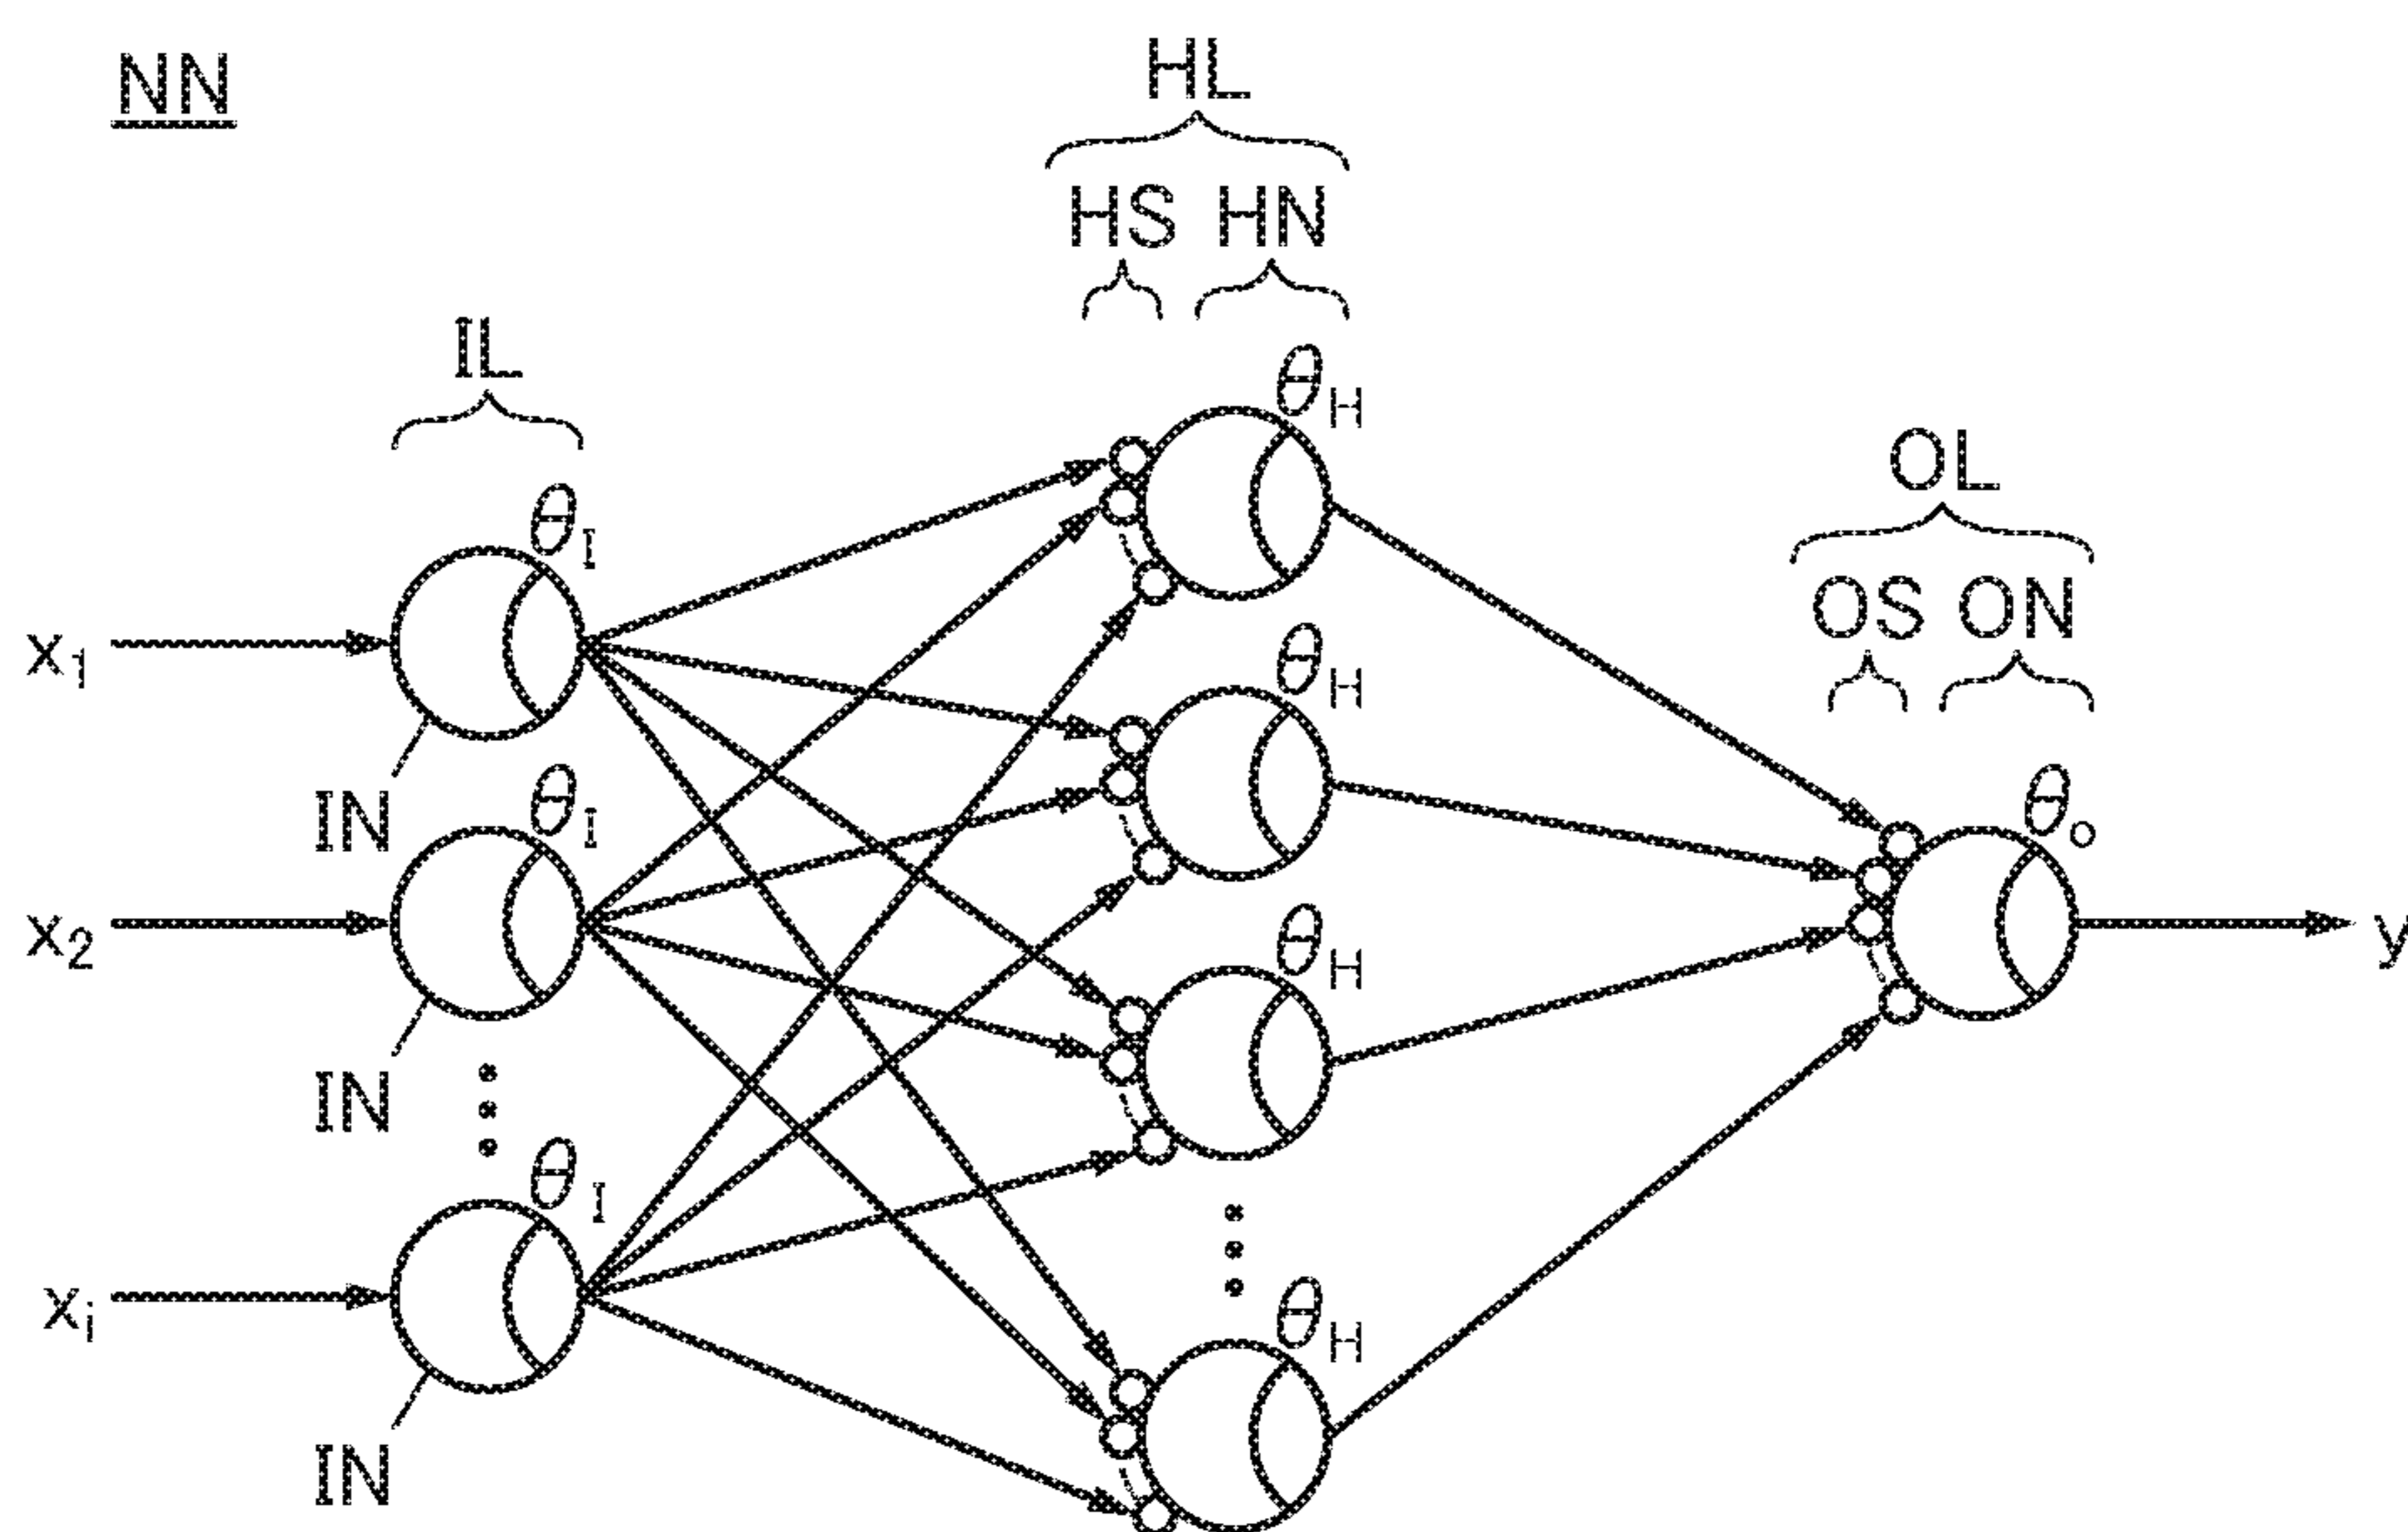 NN
HL
HS HN
IL
θH
OL
θI
OS ON
x1
θH
IN
θI
θo
x2
θH
y
IN
θI
xi
θH
IN